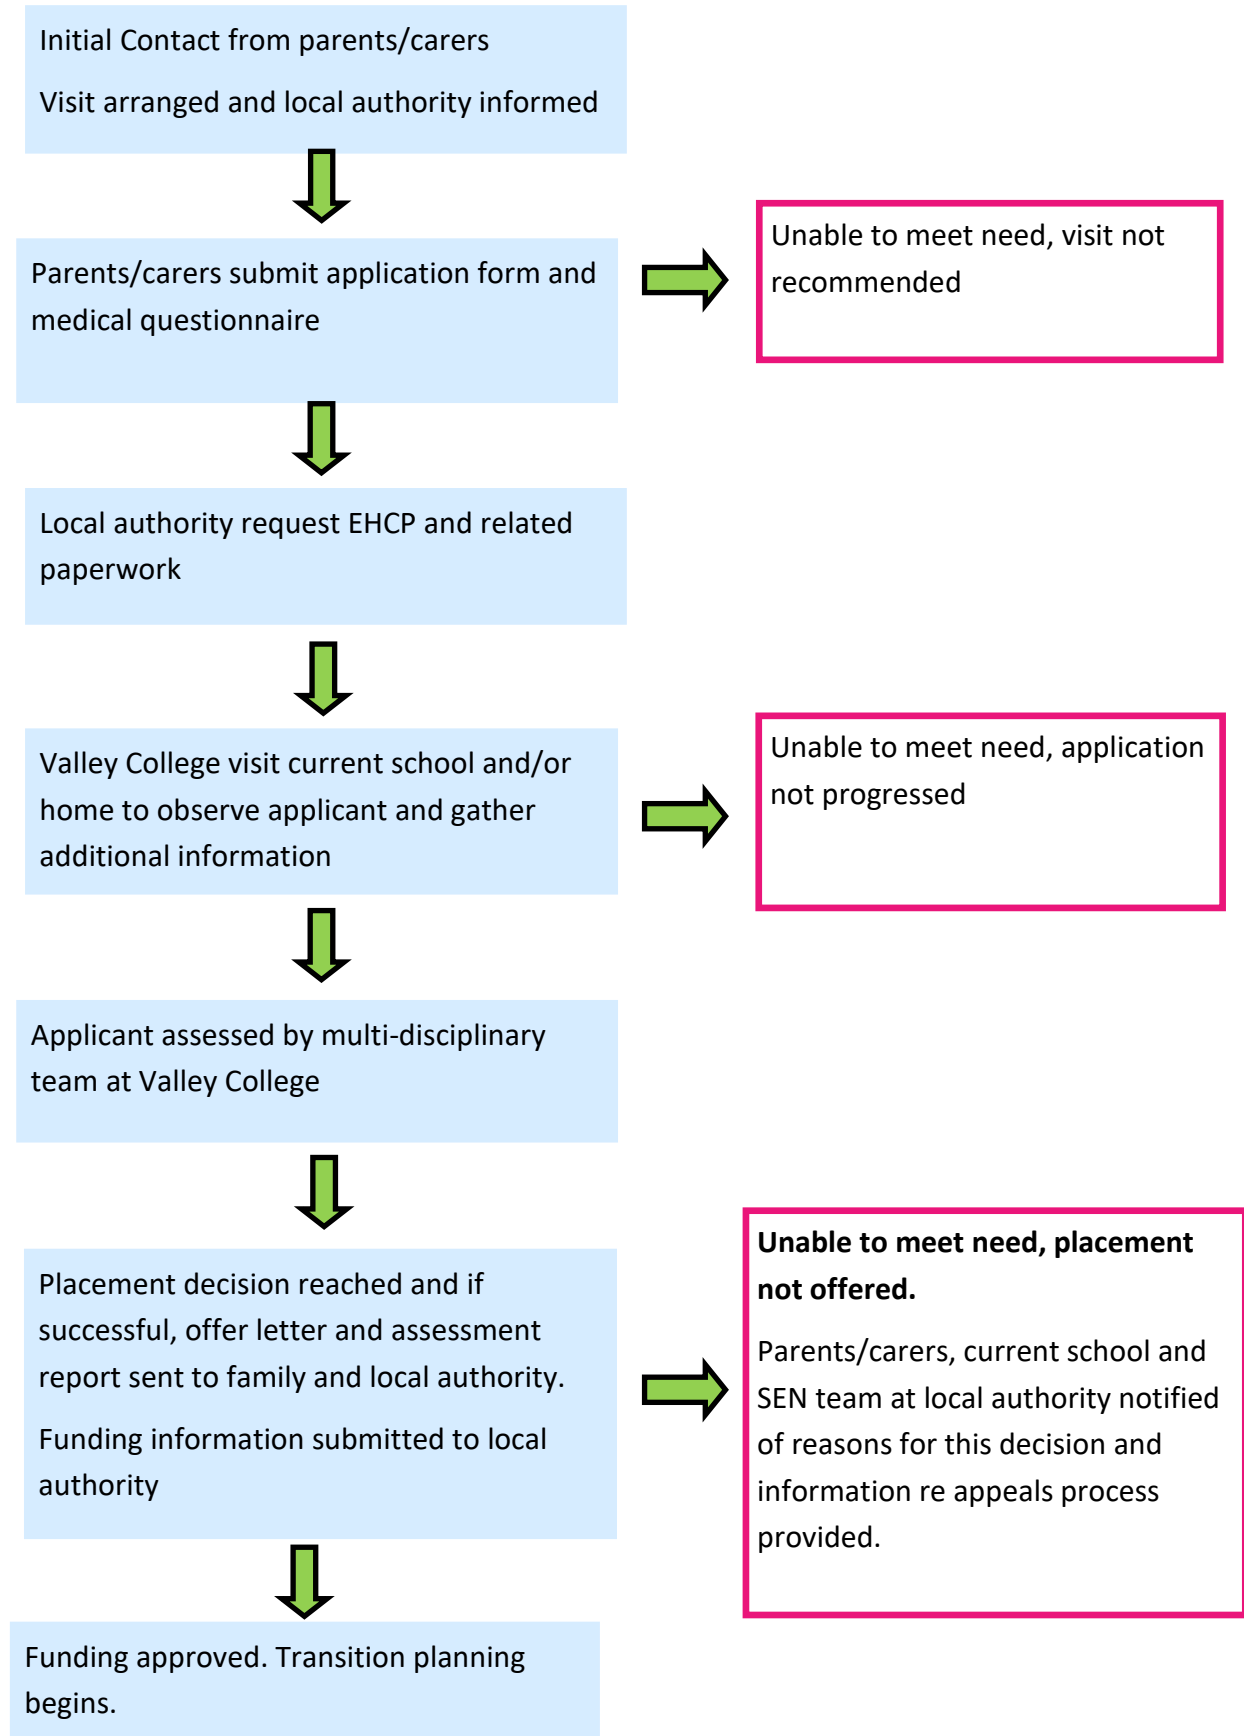 Initial Contact from parents/carers
Visit arranged and local authority informed
Parents/carers submit application form and
medical questionnaire
Unable to meet need, visit not
recommended
Local authority request EHCP and related
paperwork
Valley College visit current school and/or
home to observe applicant and gather
additional information
Unable to meet need, application
not progressed
Applicant assessed by multi-disciplinary
team at Valley College
Placement decision reached and if
successful, offer letter and assessment
report sent to family and local authority.
Funding information submitted to local
authority
Unable to meet need, placement
not offered.
Parents/carers, current school and
SEN team at local authority notified
of reasons for this decision and
information re appeals process
provided.
Funding approved. Transition planning
begins.